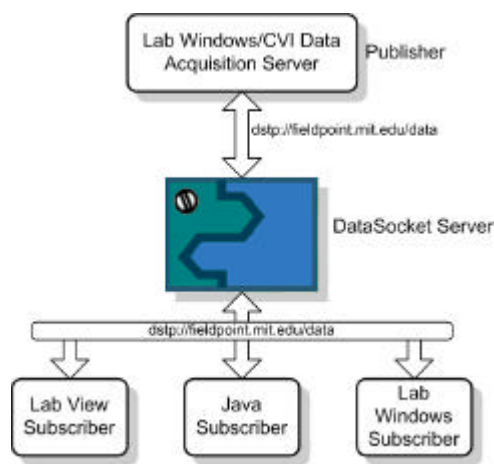 Lab Windows/CVI Data
Acquisition Server
Publisher
dstp://fieldpoint.mit.edu/data
DataSocket Server
dstp://fieldpoint.mit.edu/data
Lab View
Subscriber
Java
Subscriber
Lab
Windows
Subscriber